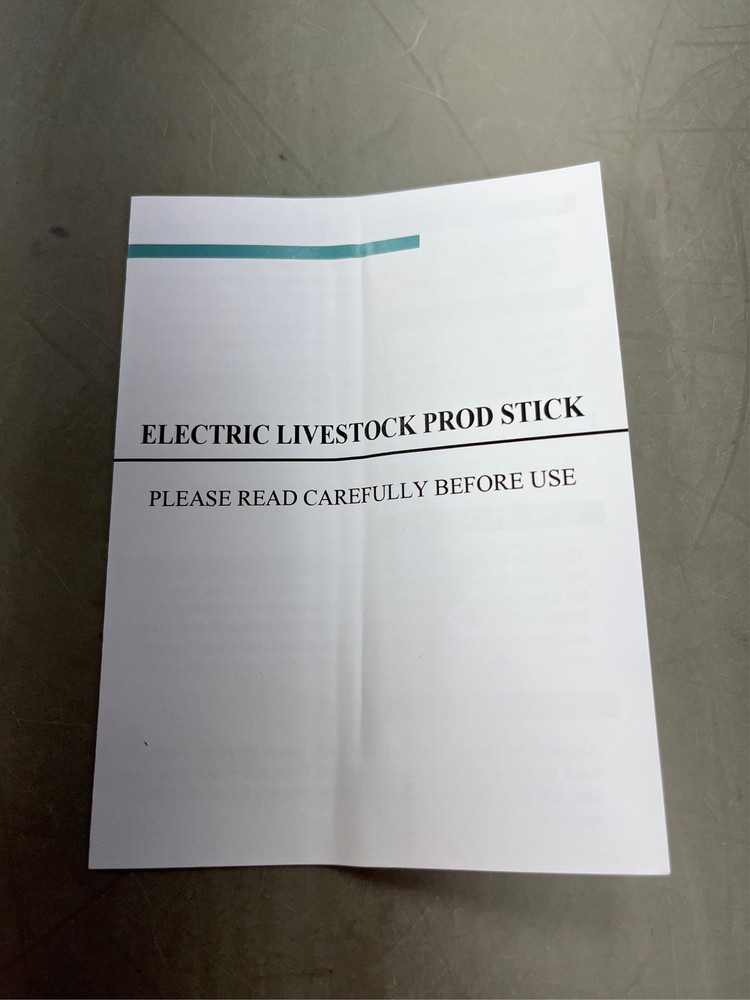 ELECTRIC LIVESTOCK PROD STICK
PLEASE READ CAREFULLY BEFORE USE